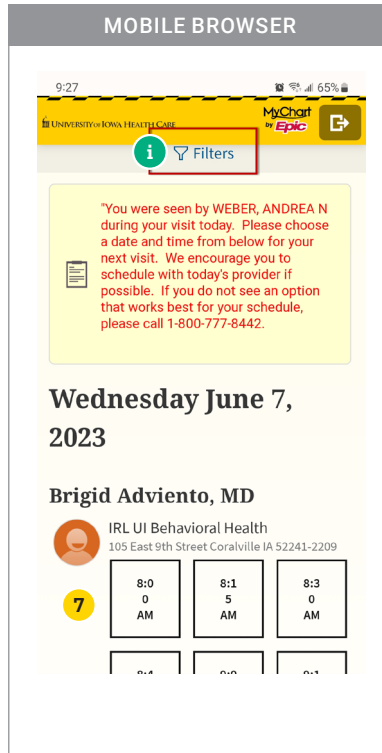 MOBILE BROWSER
9:27 65%
UNIVERSITY OF IOWA HEALTH CARE
MyChart
by Epic
i Filters
"You were seen by WEBER, ANDREA N
during your visit today. Please choose
a date and time from below for your
next visit. We encourage you to
schedule with today's provider if
possible. If you do not see an option
that works best for your schedule,
please call 1-800-777-8442.
Wednesday June 7,
2023
Brigid Adviento, MD
IRL UI Behavioral Health
105 East 9th Street Coralville IA 52241-2209
7
8:0 8:1 8:3
0 5 0
AM AM AM